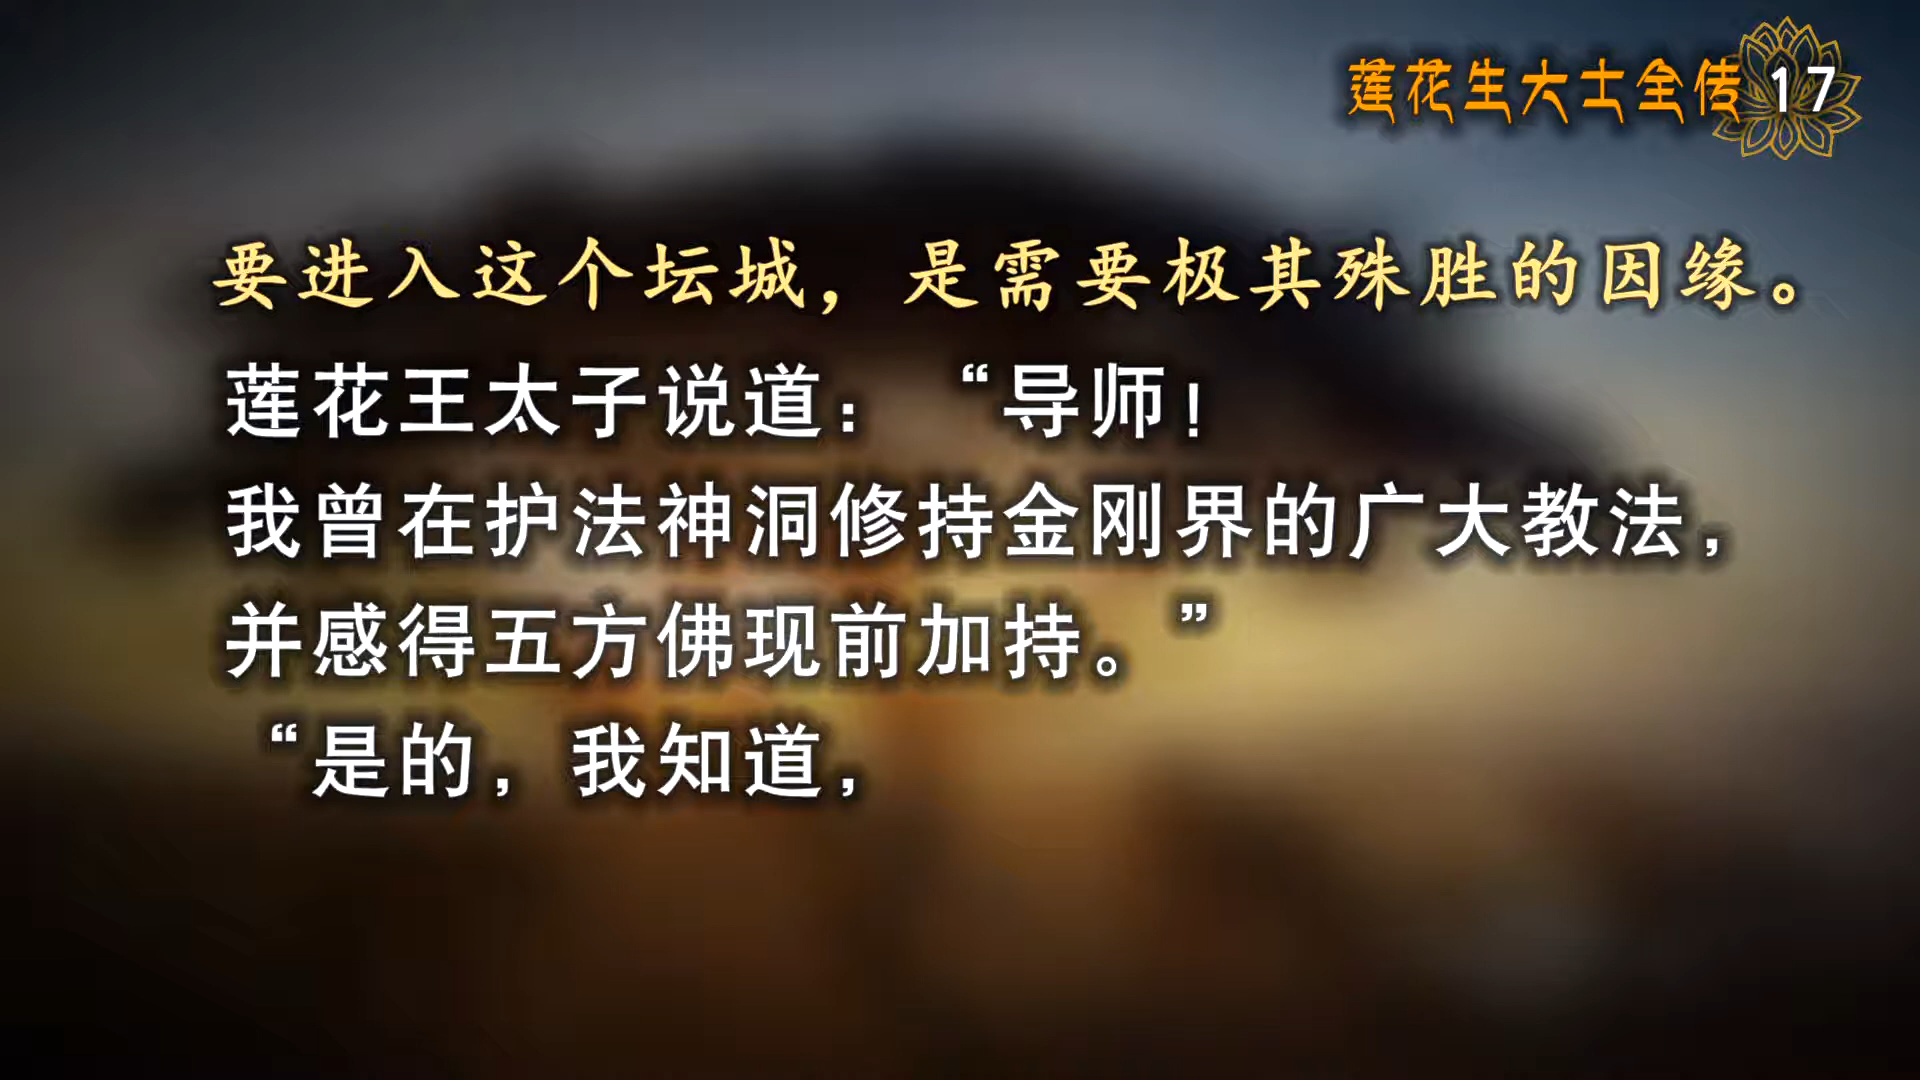 莲花生大士全传 17
要进入这个坛城，是需要极其殊胜的因缘。
莲花王太子说道：“导师！
我曾在护法神洞修持金刚界的广大教法，
并感得五方佛现前加持。”
“是的，我知道，